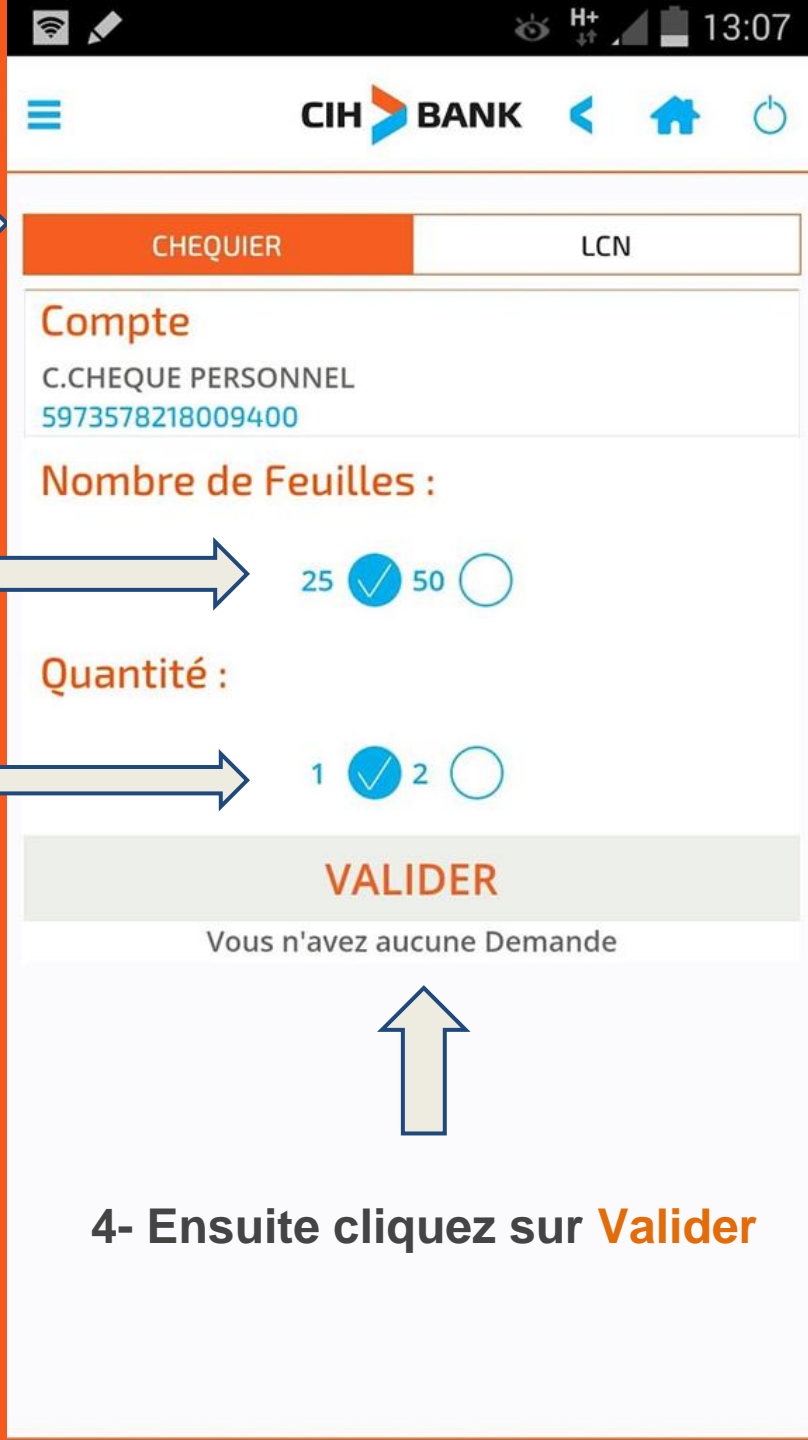 H+ 13:07
CIH BANK
CHEQUIER LCN
Compte
C.CHEQUE PERSONNEL
5973578218009400
Nombre de Feuilles :
25 50
Quantité :
1 2
VALIDER
Vous n'avez aucune Demande
4- Ensuite cliquez sur Valider